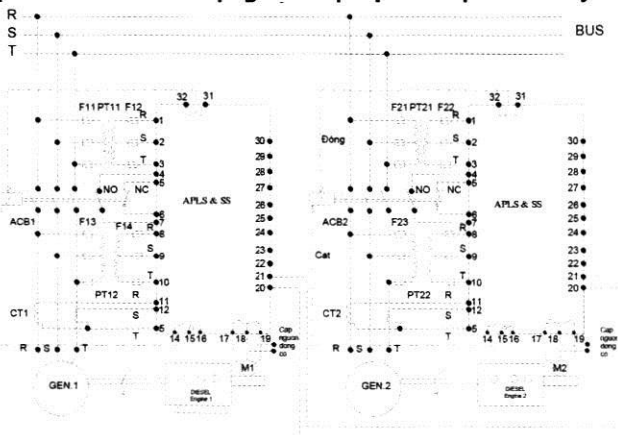 R
S
T
BUS
32 31 32 31
F11 PT11 F12 R F21 PT21 F22 R
1 1
S 2 30 Đóng S 2 30
29 29
T 3 28 T 3 28
4 4
5 27 5 27
NO NC APLS & SS NO NC APLS & SS
26 26
ACB1 F13 6 25 ACB2 F23 6 25
7 7
F14 R 8 24 R 8 24
S 23 S 23
9 22 Cat 9 22
T 21 T 21
10 20 10 20
PT12 R PT22 R
11 11
CT1 S 12 CT2 S 12
T 5 T 5
14 15 16 17 18 19 14 15 16 17 18 19
Cap nguon dong co Cap nguon dong co
R S T R S T
M1 M2
GEN.1 DIESEL Engine 1 GEN.2 DIESEL Engine 2